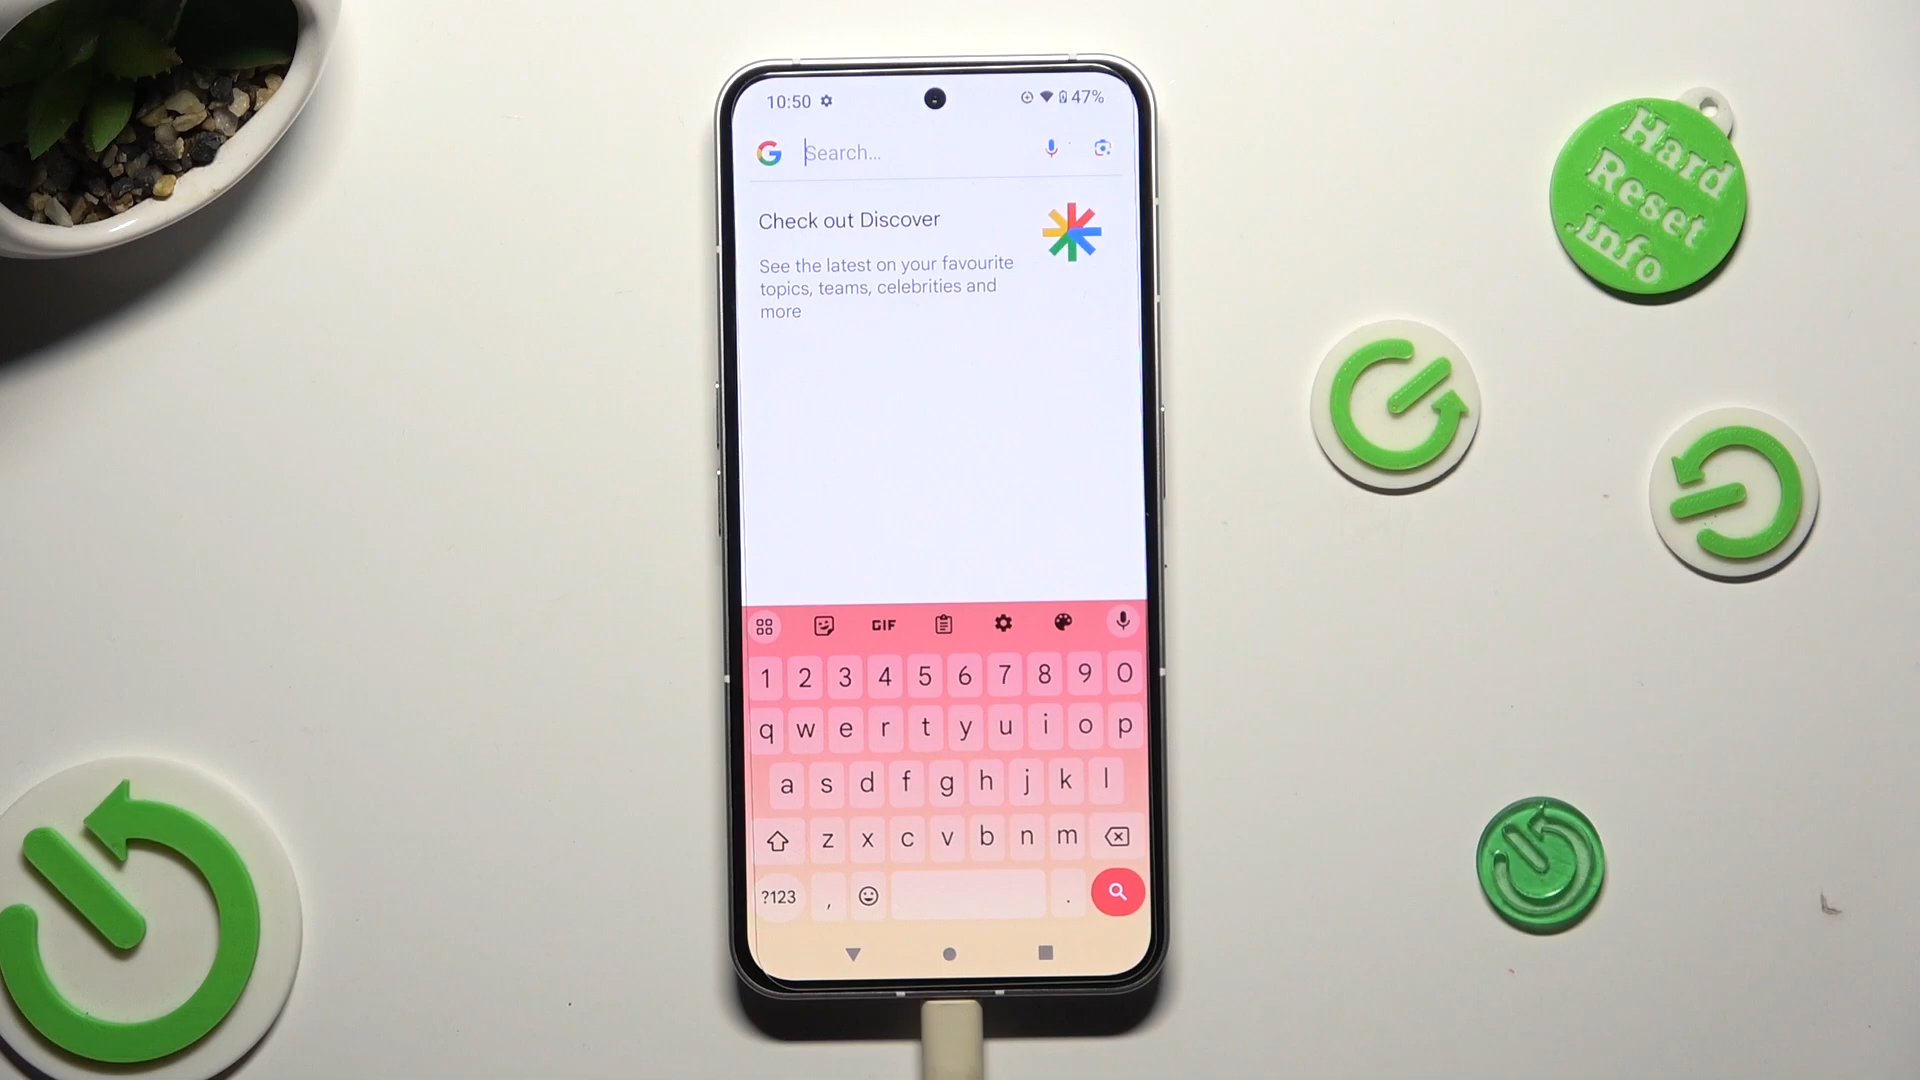 10:50
47%
Search...
Check out Discover
See the latest on your favourite
topics, teams, celebrities and
more
GIF
1 2 3 4 5 6 7 8 9 0
q w e r t y u i o p
a s d f g h j k l
z x c v b n m
?123 , .
Hard
Reset
.info